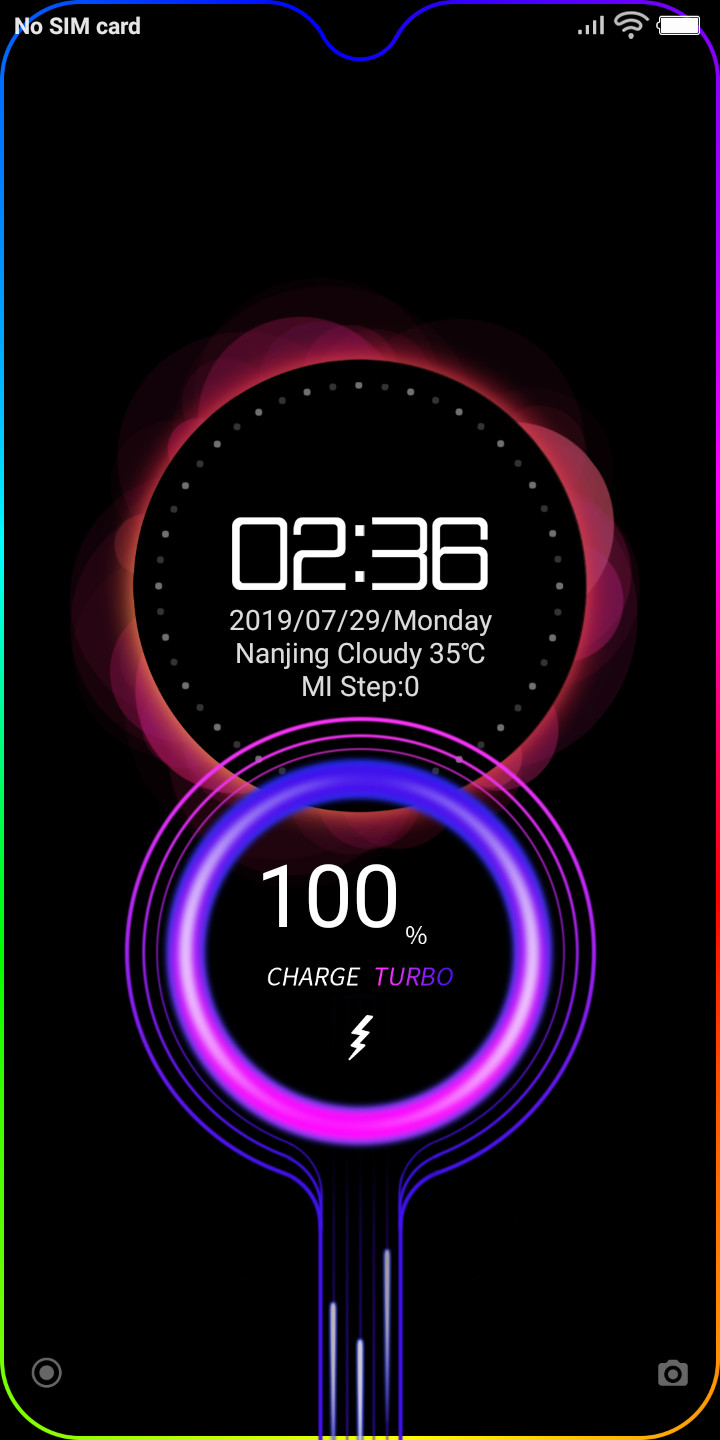 No SIM card
02:36
2019/07/29/Monday
Nanjing Cloudy 35℃
MI Step:0
100%
CHARGE TURBO